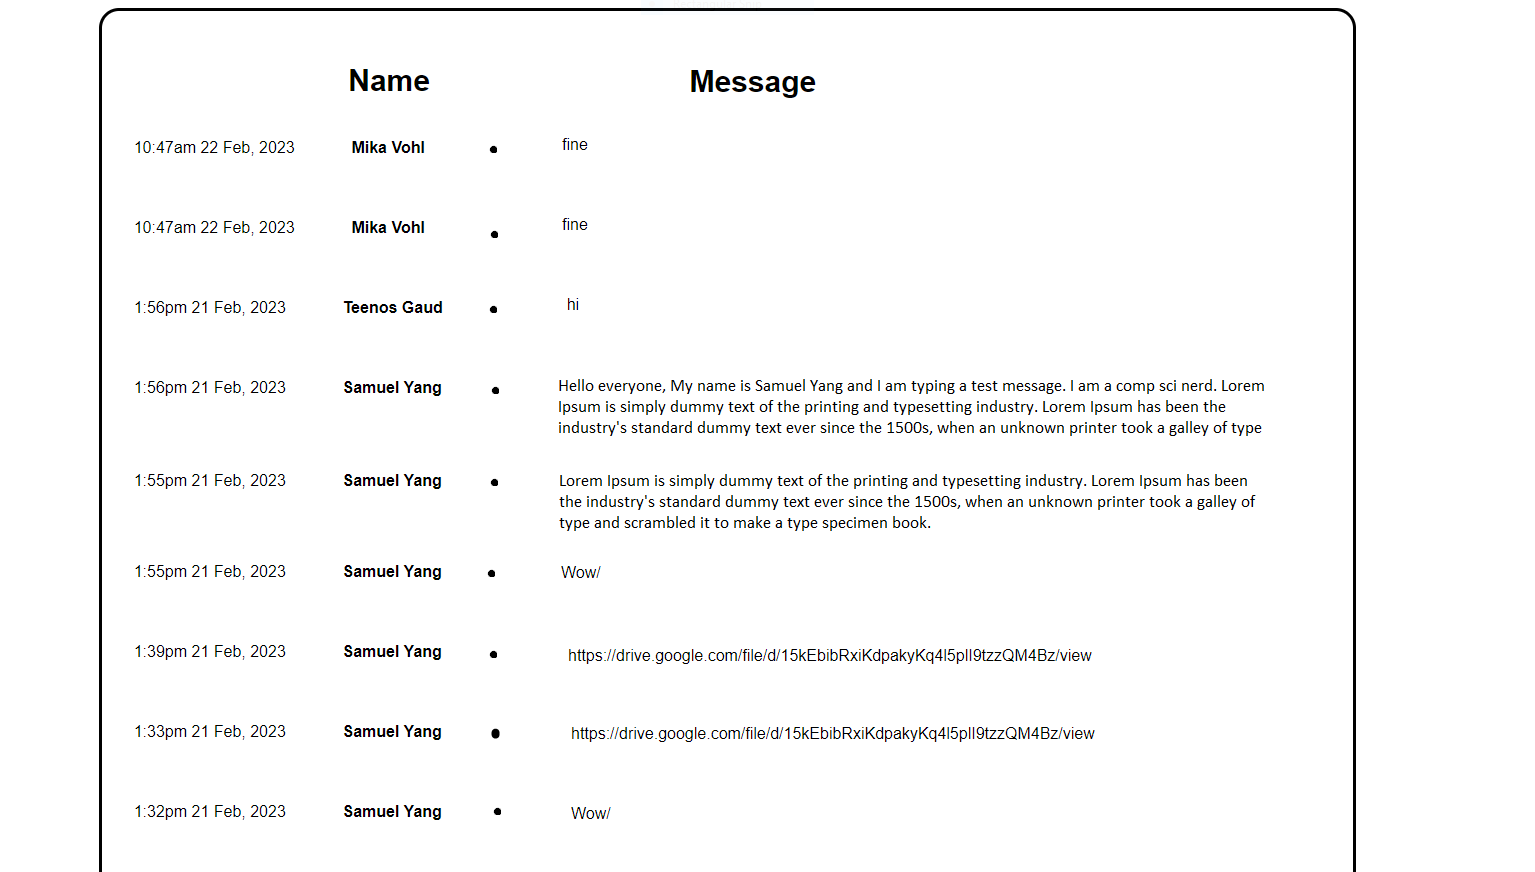 Name Message
10:47am 22 Feb, 2023 Mika Vohl • fine
10:47am 22 Feb, 2023 Mika Vohl • fine
1:56pm 21 Feb, 2023 Teenos Gaud • hi
1:56pm 21 Feb, 2023 Samuel Yang • Hello everyone, My name is Samuel Yang and I am typing a test message. I am a comp sci nerd. Lorem
Ipsum is simply dummy text of the printing and typesetting industry. Lorem Ipsum has been the
industry's standard dummy text ever since the 1500s, when an unknown printer took a galley of type
1:55pm 21 Feb, 2023 Samuel Yang • Lorem Ipsum is simply dummy text of the printing and typesetting industry. Lorem Ipsum has been
the industry's standard dummy text ever since the 1500s, when an unknown printer took a galley of
type and scrambled it to make a type specimen book.
1:55pm 21 Feb, 2023 Samuel Yang • Wow/
1:39pm 21 Feb, 2023 Samuel Yang • https://drive.google.com/file/d/15kEbibRxiKdpakyKq4l5pIl9tzzQM4Bz/view
1:33pm 21 Feb, 2023 Samuel Yang • https://drive.google.com/file/d/15kEbibRxiKdpakyKq4l5pIl9tzzQM4Bz/view
1:32pm 21 Feb, 2023 Samuel Yang • Wow/